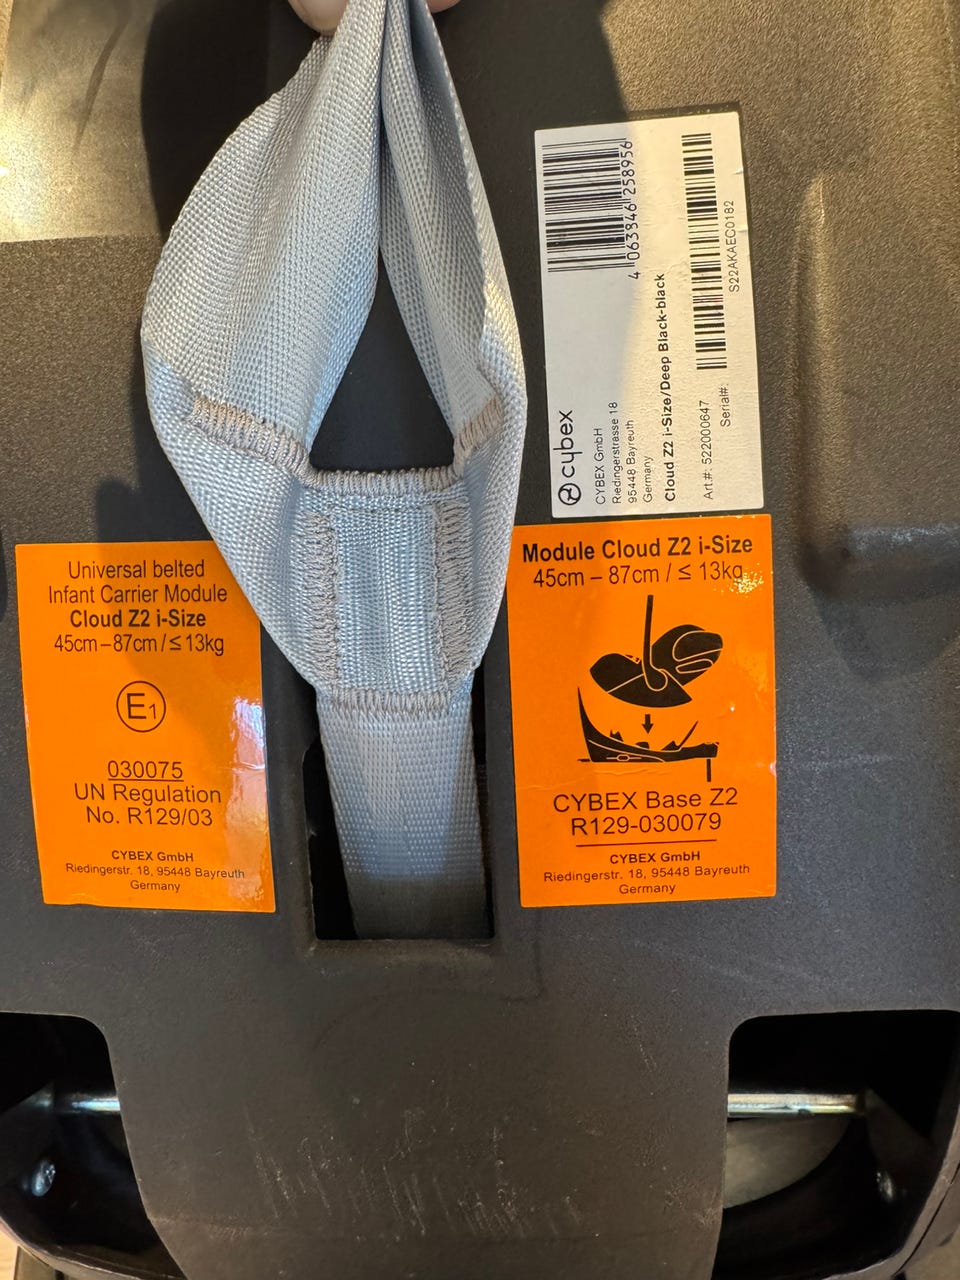 4 063846 258956
S22AKAEC0182
cybex
CYBEX GmbH
Riedingerstrasse 18
95448 Bayreuth
Germany
Cloud Z2 i-Size/Deep Black-black
Art.#: 522000647
Serial#:
Universal belted
Infant Carrier Module
Cloud Z2 i-Size
45cm–87cm/≤13kg
E1
030075
UN Regulation
No. R129/03
CYBEX GmbH
Riedingerstr. 18, 95448 Bayreuth
Germany
Module Cloud Z2 i-Size
45cm – 87cm / ≤ 13kg
CYBEX Base Z2
R129-030079
CYBEX GmbH
Riedingerstr. 18, 95448 Bayreuth
Germany